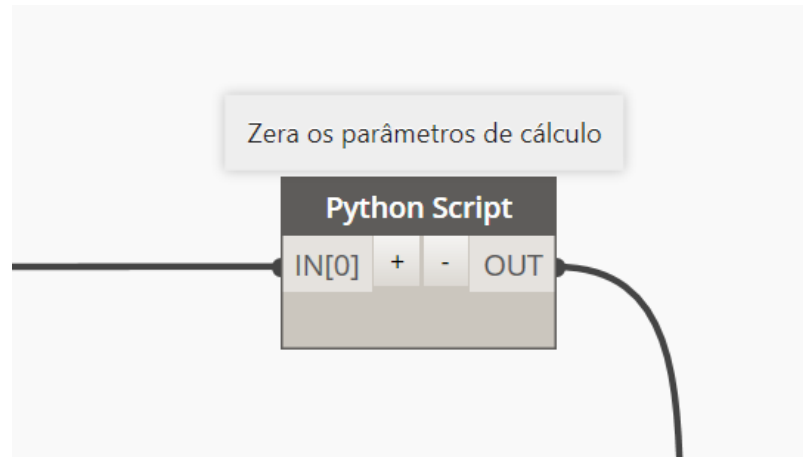 Zera os parâmetros de cálculo
Python Script
IN[0] + - OUT